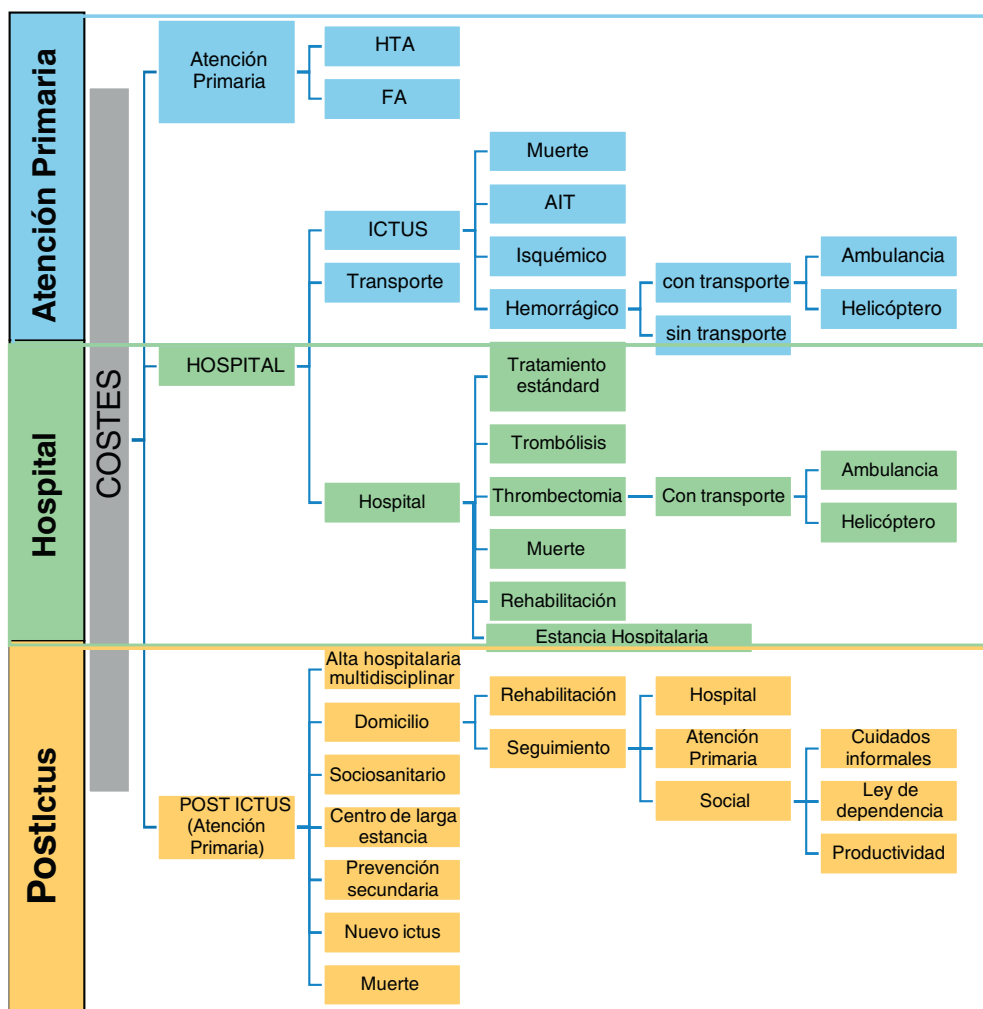 Atención Primaria
Hospital
Postictus
COSTES
Atención
Primaria
HTA
FA
HOSPITAL
ICTUS
Transporte
Muerte
AIT
Isquémico
Hemorrágico
con transporte
sin transporte
Ambulancia
Helicóptero
Hospital
Tratamiento
estándard
Trombólisis
Thrombectomia
Muerte
Rehabilitación
Estancia Hospitalaria
Con transporte
Ambulancia
Helicóptero
POST ICTUS
(Atención
Primaria)
Alta hospitalaria
multidisciplinar
Domicilio
Sociosanitario
Centro de larga
estancia
Prevención
secundaria
Nuevo ictus
Muerte
Rehabilitación
Seguimiento
Hospital
Atención
Primaria
Social
Cuidados
informales
Ley de
dependencia
Productividad